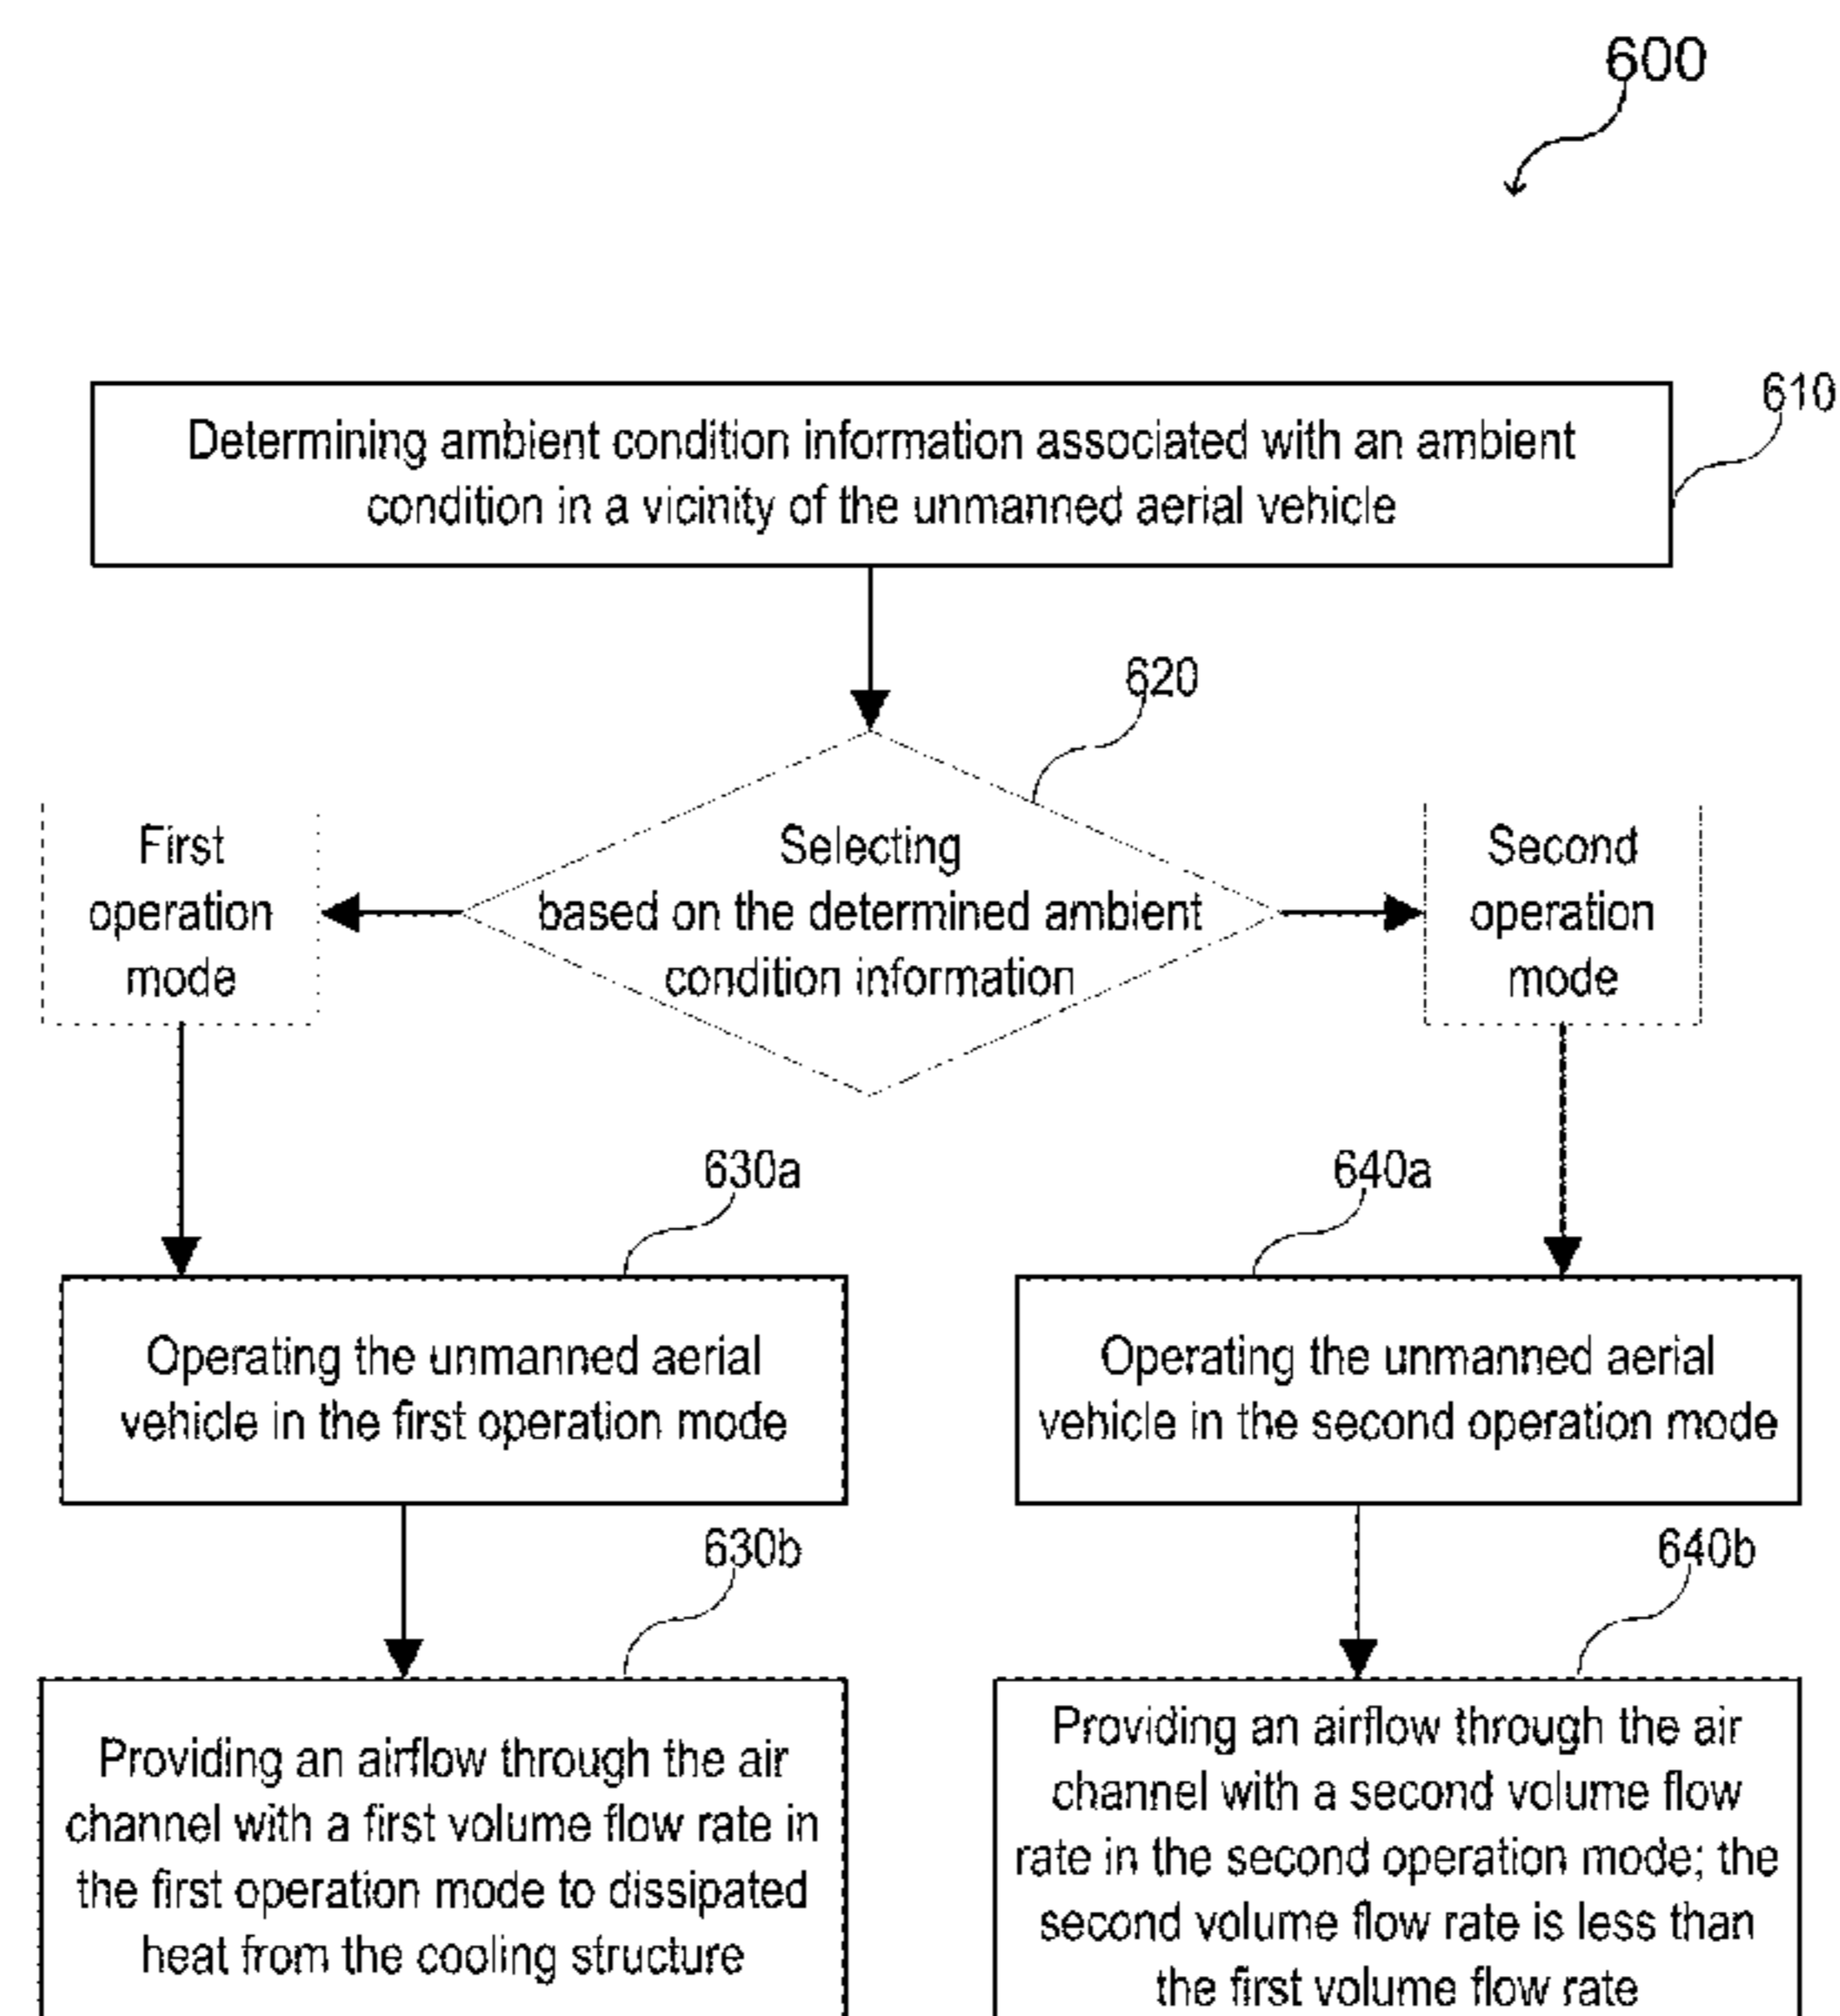 600
610
Determining ambient condition information associated with an ambient
condition in a vicinity of the unmanned aerial vehicle
620
First
operation
mode
Selecting
based on the determined ambient
condition information
Second
operation
mode
630a
640a
Operating the unmanned aerial
vehicle in the first operation mode
Operating the unmanned aerial
vehicle in the second operation mode
630b
640b
Providing an airflow through the air
channel with a first volume flow rate in
the first operation mode to dissipated
heat from the cooling structure
Providing an airflow through the air
channel with a second volume flow
rate in the second operation mode; the
second volume flow rate is less than
the first volume flow rate